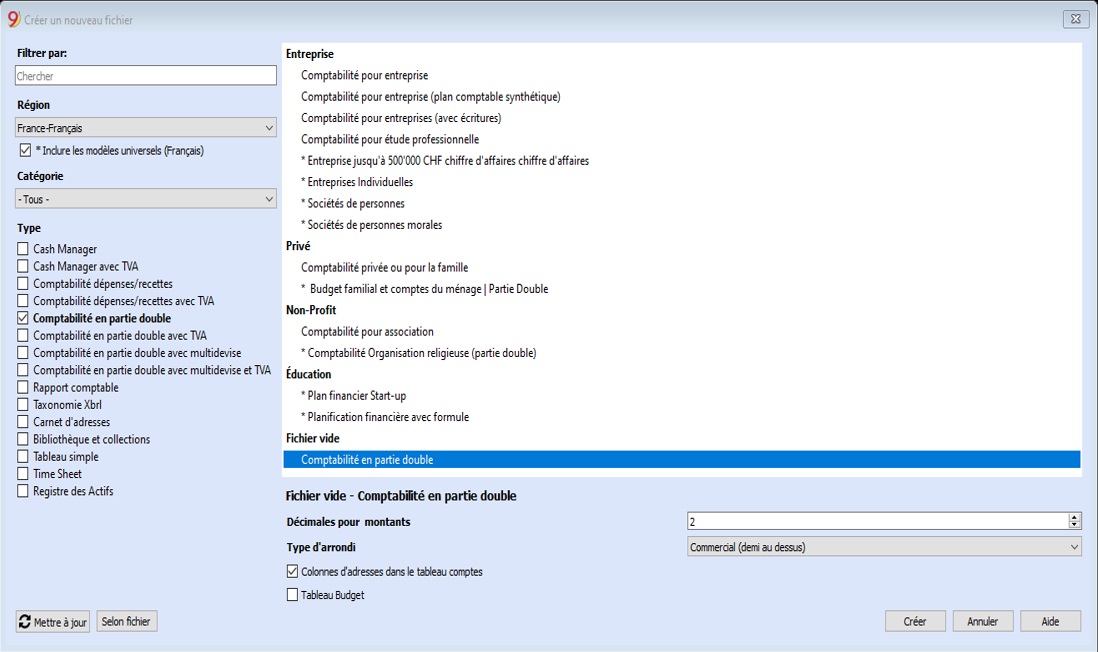 Créer un nouveau fichier
Filtrer par:
Chercher
Région
France-Français
* Inclure les modèles universels (Français)
Catégorie
- Tous -
Type
Cash Manager
Cash Manager avec TVA
Comptabilité dépenses/recettes
Comptabilité dépenses/recettes avec TVA
Comptabilité en partie double
Comptabilité en partie double avec TVA
Comptabilité en partie double avec multidevise
Comptabilité en partie double avec multidevise et TVA
Rapport comptable
Taxonomie Xbrl
Carnet d'adresses
Bibliothèque et collections
Tableau simple
Time Sheet
Registre des Actifs
Entreprise
Comptabilité pour entreprise
Comptabilité pour entreprise (plan comptable synthétique)
Comptabilité pour entreprises (avec écritures)
Comptabilité pour étude professionnelle
* Entreprise jusqu'à 500'000 CHF chiffre d'affaires chiffre d'affaires
* Entreprises Individuelles
* Sociétés de personnes
* Sociétés de personnes morales
Privé
Comptabilité privée ou pour la famille
* Budget familial et comptes du ménage | Partie Double
Non-Profit
Comptabilité pour association
* Comptabilité Organisation religieuse (partie double)
Éducation
* Plan financier Start-up
* Planification financière avec formule
Fichier vide
Comptabilité en partie double
Fichier vide - Comptabilité en partie double
Décimales pour montants
2
Type d'arrondi
Commercial (demi au dessus)
Colonnes d'adresses dans le tableau comptes
Tableau Budget
Mettre à jour
Selon fichier
Créer
Annuler
Aide